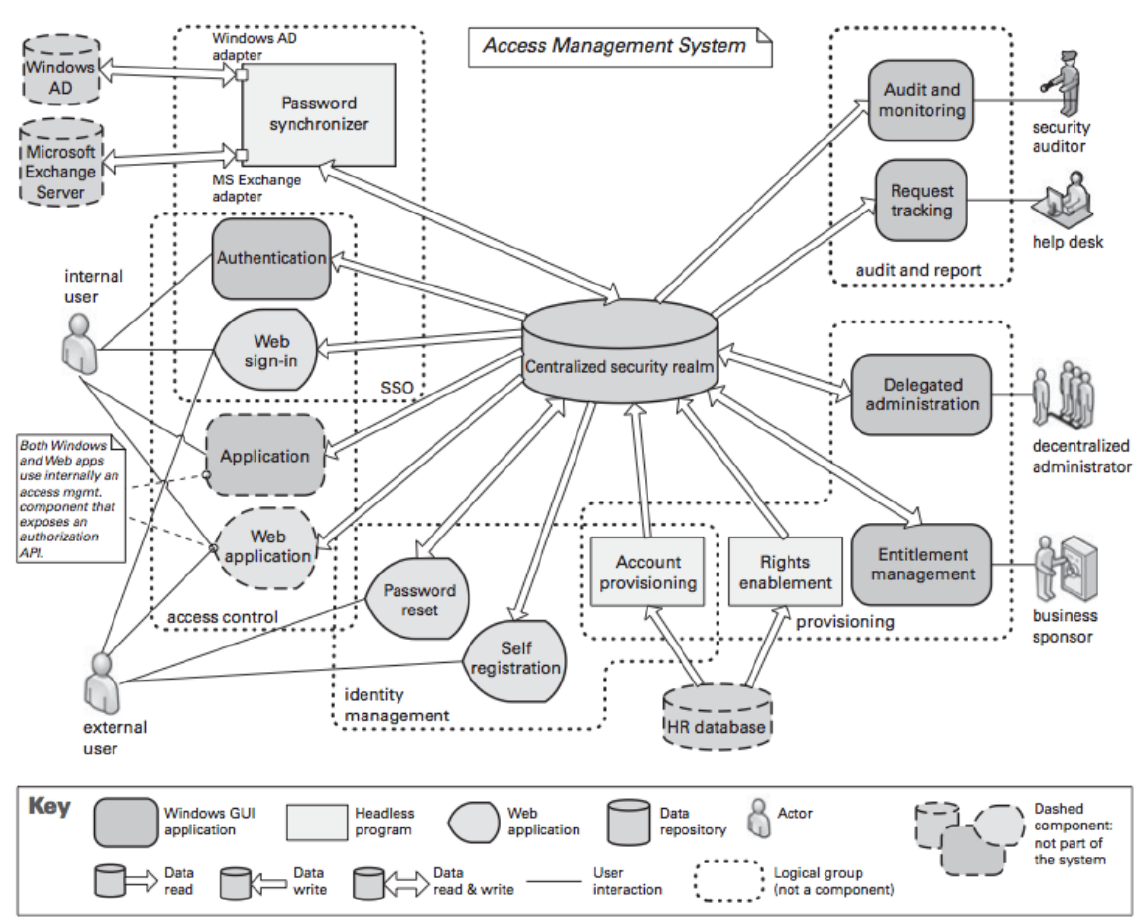 Access Management System
Windows AD
adapter
Windows
AD
Password
synchronizer
Microsoft
Exchange
Server
MS Exchange
adapter
Audit and
monitoring
security
auditor
Request
tracking
help desk
audit and report
internal
user
Authentication
Web
sign-in
SSO
Centralized security realm
Delegated
administration
decentralized
administrator
Both Windows
and Web apps
use internally an
access mgmt.
component that
exposes an
authorization
API.
Application
Web
application
access control
Password
reset
Self
registration
identity
management
Account
provisioning
Rights
enablement
Entitlement
management
provisioning
business
sponsor
HR database
external
user
Key
Windows GUI
application
Headless
program
Web
application
Data
repository
Actor
Dashed
component:
not part of
the system
Data
read
Data
write
Data
read & write
User
interaction
Logical group
(not a component)